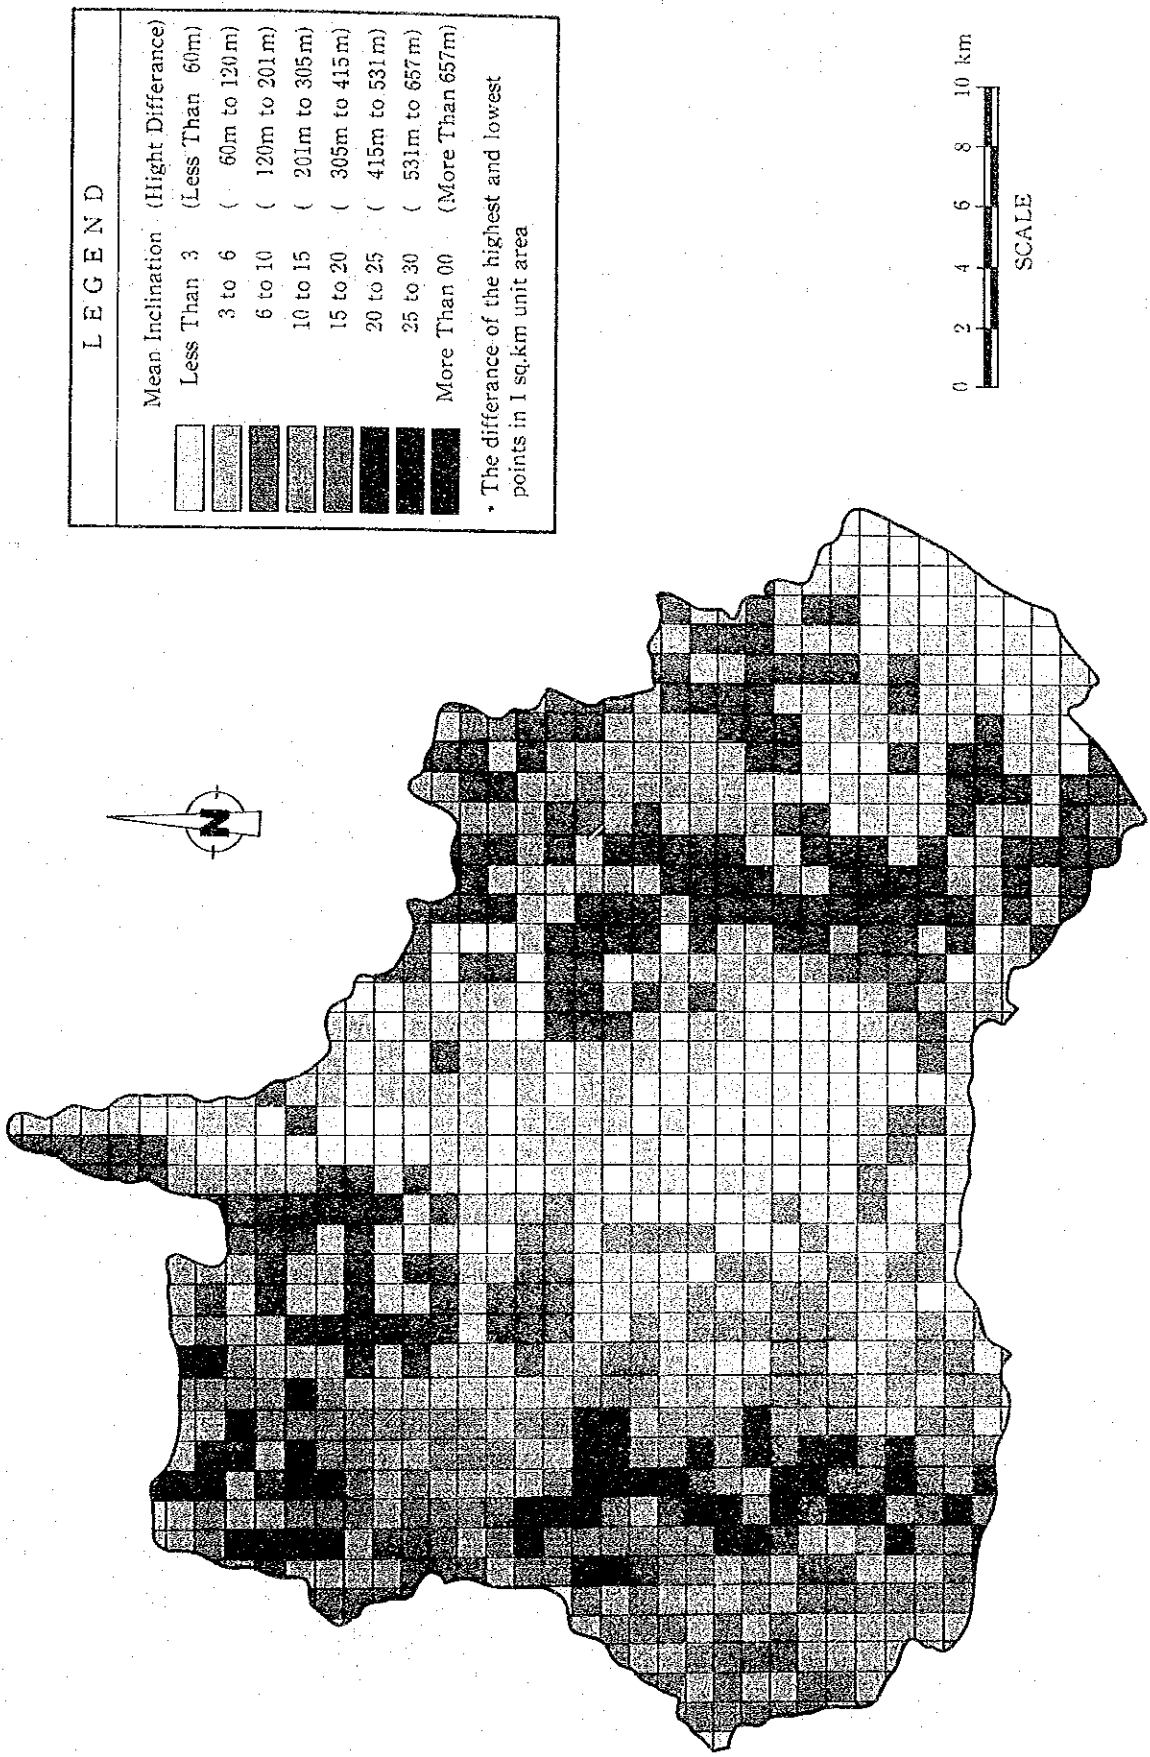 LEGEND
Mean Inclination (Hight Differance)
Less Than 3 (Less Than 60m)
3 to 6 ( 60m to 120m)
6 to 10 ( 120m to 201m)
10 to 15 ( 201m to 305m)
15 to 20 ( 305m to 415m)
20 to 25 ( 415m to 531m)
25 to 30 ( 531m to 657m)
More Than 00 (More Than 657m)
* The differance of the highest and lowest
points in 1 sq.km unit area
N
0 2 4 6 8 10 km
SCALE